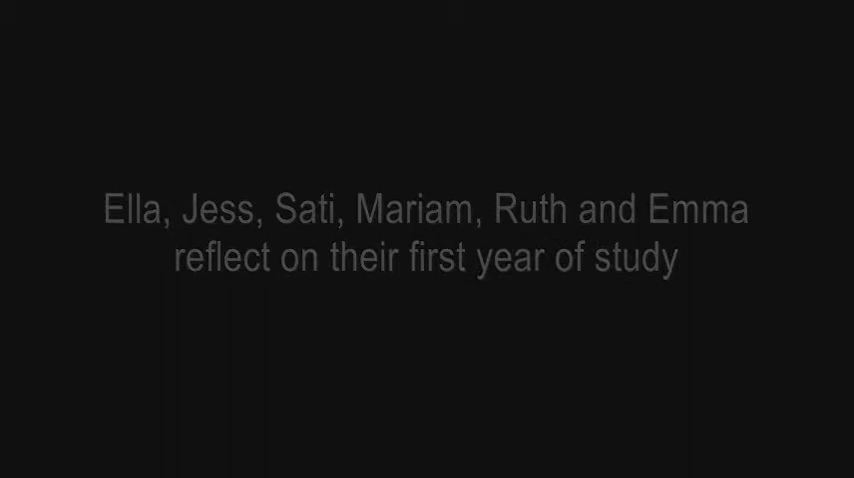 Ella, Jess, Sati, Mariam, Ruth and Emma
reflect on their first year of study